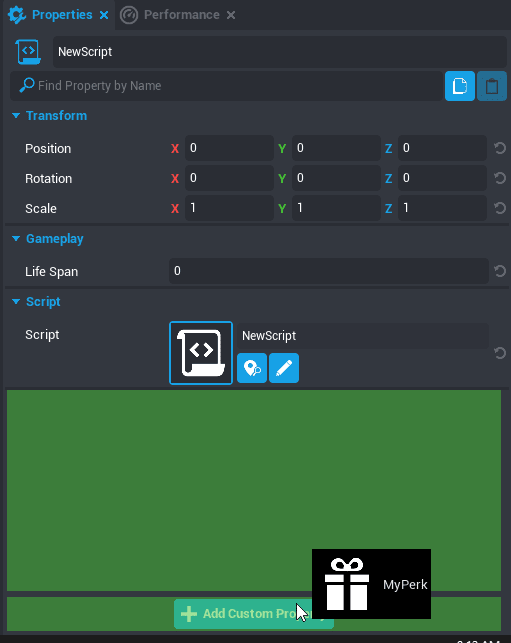 Properties × Performance ×
NewScript
Find Property by Name
Transform
Position X 0 Y 0 Z 0
Rotation X 0 Y 0 Z 0
Scale X 1 Y 1 Z 1
Gameplay
Life Span 0
Script
Script NewScript
MyPerk
Add Custom